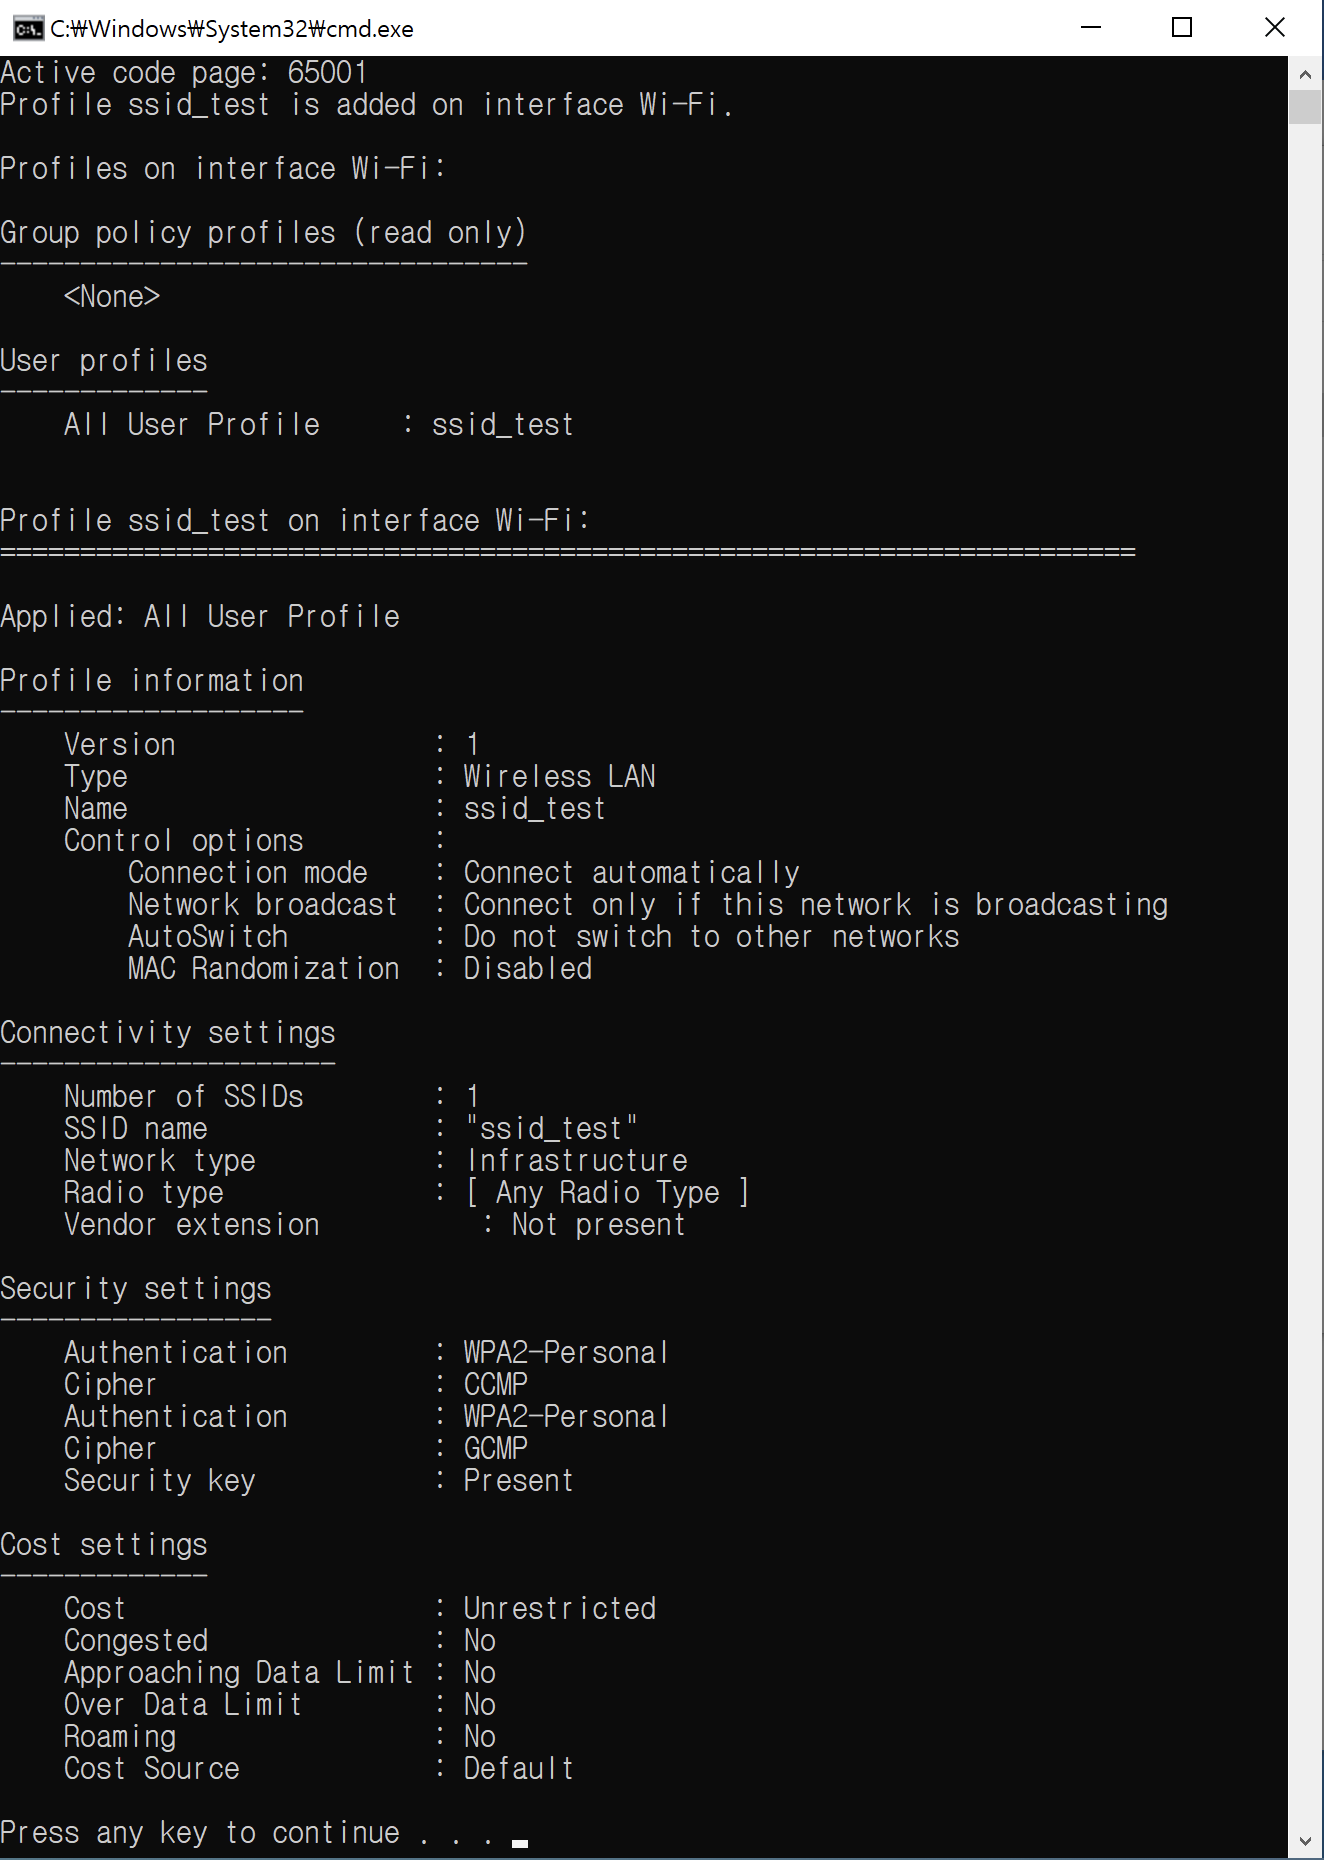 C:₩Windows₩System32₩cmd.exe
Active code page: 65001
Profile ssid_test is added on interface Wi-Fi.
Profiles on interface Wi-Fi:
Group policy profiles (read only)
---------------------------------
    <None>
User profiles
-------------
    All User Profile     : ssid_test
Profile ssid_test on interface Wi-Fi:
=======================================================================
Applied: All User Profile
Profile information
-------------------
    Version                : 1
    Type                   : Wireless LAN
    Name                   : ssid_test
    Control options        :
        Connection mode    : Connect automatically
        Network broadcast  : Connect only if this network is broadcasting
        AutoSwitch         : Do not switch to other networks
        MAC Randomization  : Disabled
Connectivity settings
---------------------
    Number of SSIDs        : 1
    SSID name              : "ssid_test"
    Network type           : Infrastructure
    Radio type             : [ Any Radio Type ]
    Vendor extension          : Not present
Security settings
-----------------
    Authentication         : WPA2-Personal
    Cipher                 : CCMP
    Authentication         : WPA2-Personal
    Cipher                 : GCMP
    Security key           : Present
Cost settings
-------------
    Cost                   : Unrestricted
    Congested              : No
    Approaching Data Limit : No
    Over Data Limit        : No
    Roaming                : No
    Cost Source            : Default
Press any key to continue . . .